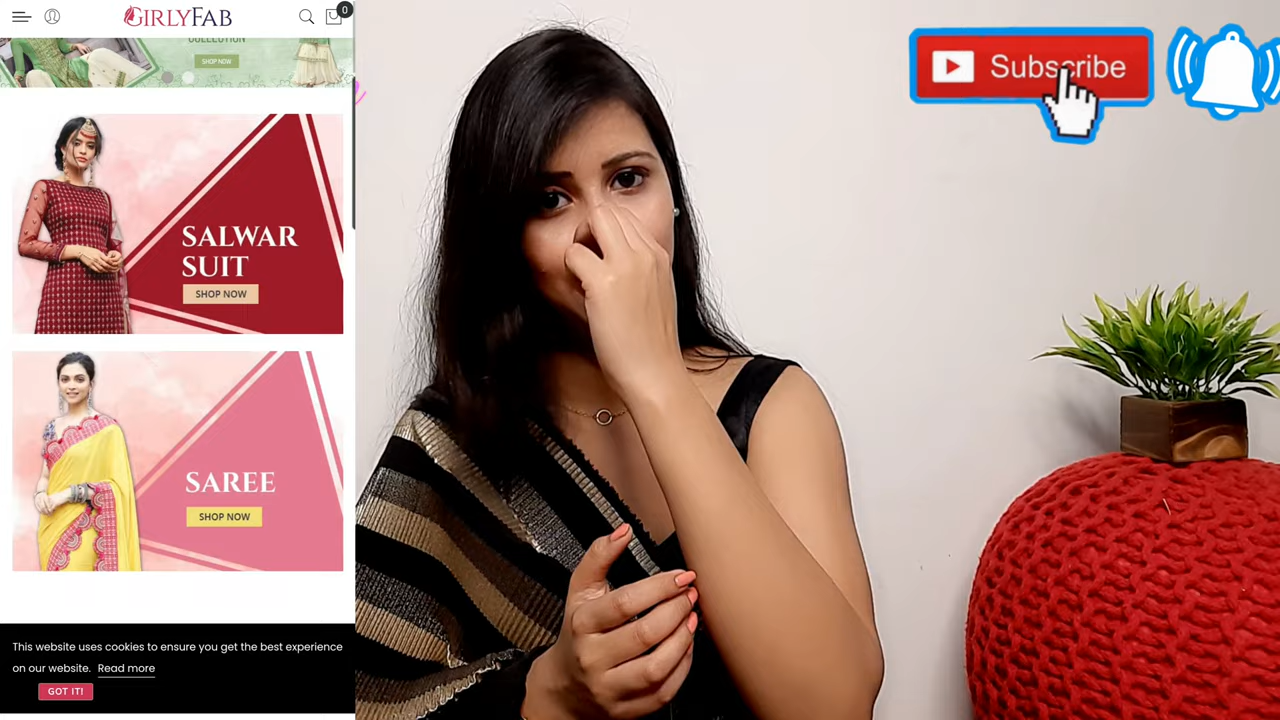 GIRLYFAB
0
COLLECTION
SHOP NOW
SALWAR
SUIT
SHOP NOW
SAREE
SHOP NOW
This website uses cookies to ensure you get the best experience
on our website. Read more
GOT IT!
Subscribe